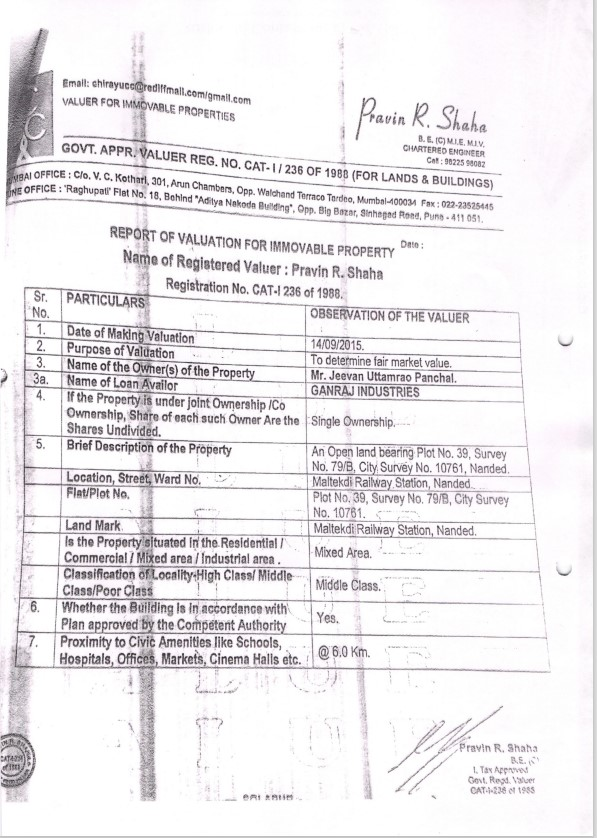 C
&
Email: chirayucc@rediffmail.com/gmail.com
VALUER FOR IMMOVABLE PROPERTIES
Pravin R. Shaha
B. E. (C) M.I.E. M.I.V.
CHARTERED ENGINEER
Cell : 98225 98082
GOVT. APPR. VALUER REG. NO. CAT- I / 236 OF 1988 (FOR LANDS & BUILDINGS)
MBAI OFFICE : C/o. V. C. Kothari, 301, Arun Chambers, Opp. Walchand Terraco Tardeo, Mumbai-400034 Fax : 022-23525445
NE OFFICE : 'Raghupati' Flat No. 18, Behind "Aditya Nakoda Building", Opp. Big Bazar, Sinhagad Road, Pune - 411 051.
Date :
REPORT OF VALUATION FOR IMMOVABLE PROPERTY
Name of Registered Valuer : Pravin R. Shaha
Registration No. CAT-I 236 of 1988.
Sr. No. PARTICULARS OBSERVATION OF THE VALUER
1. Date of Making Valuation 14/09/2015.
2. Purpose of Valuation To determine fair market value.
3. Name of the Owner(s) of the Property Mr. Jeevan Uttamrao Panchal.
3a. Name of Loan Availor GANRAJ INDUSTRIES
4. If the Property is under joint Ownership /Co
Ownership, Share of each such Owner Are the
Shares Undivided.
Single Ownership.
5. Brief Description of the Property An Open land bearing Plot No. 39, Survey
No. 79/B, City Survey No. 10761, Nanded.
Location, Street, Ward No. Maltekdi Railway Station, Nanded.
Flat/Plot No. Plot No. 39, Survey No. 79/B, City Survey
No. 10761.
Land Mark Maltekdi Railway Station, Nanded.
Is the Property situated in the Residential /
Commercial / Mixed area / Industrial area .
Mixed Area.
Classification of Locality-High Class/ Middle
Class/Poor Class
Middle Class.
6. Whether the Building is in accordance with
Plan approved by the Competent Authority
Yes.
7. Proximity to Civic Amenities like Schools,
Hospitals, Offices, Markets, Cinema Halls etc.
@ 6.0 Km.
Pravin R. Shaha
B.E. (C)
I. Tax Approved
Govt. Regd. Valuer
CAT-I-236 of 1988